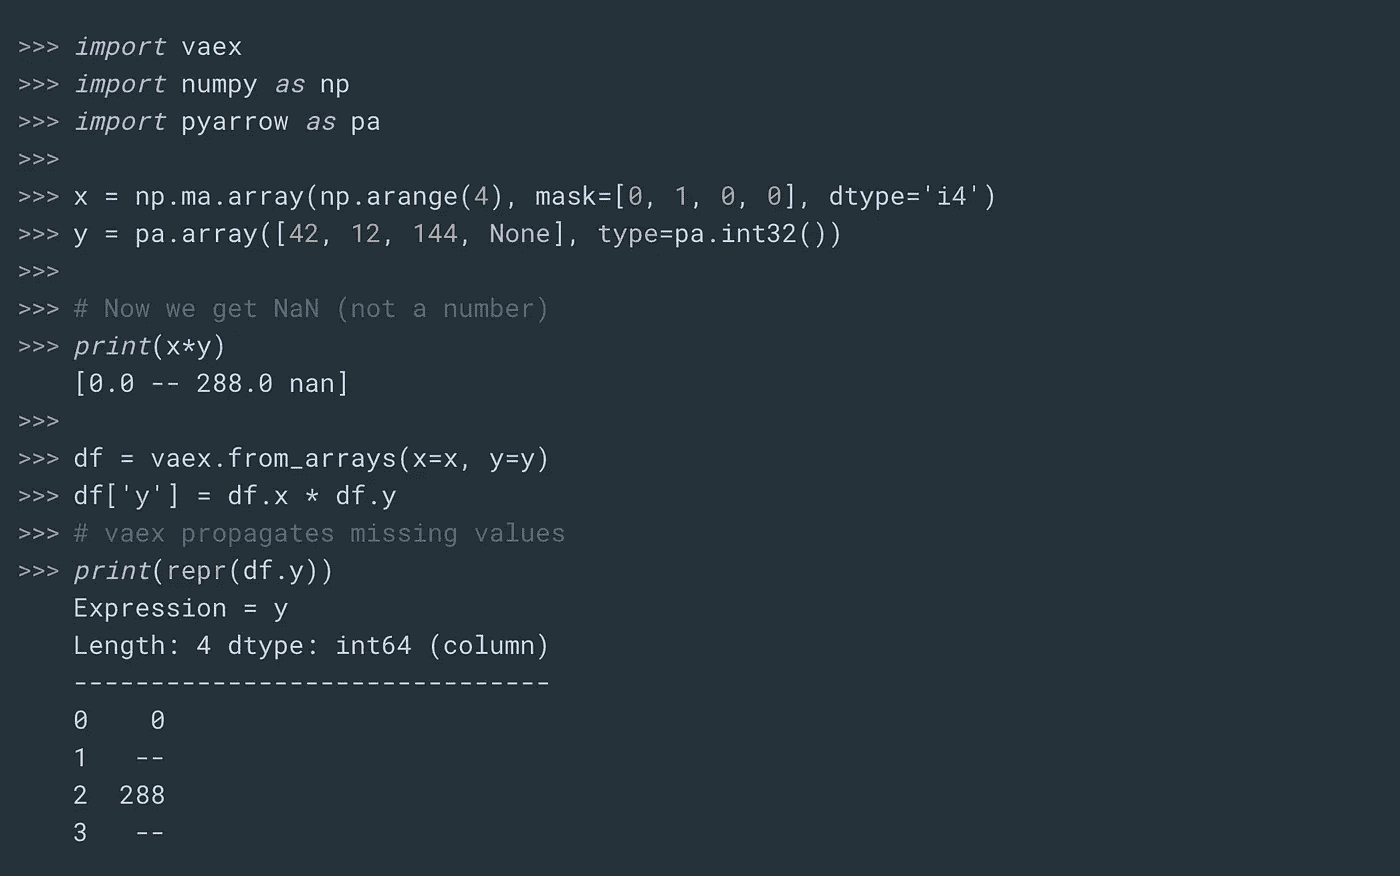 >>> import vaex
>>> import numpy as np
>>> import pyarrow as pa
>>>
>>> x = np.ma.array(np.arange(4), mask=[0, 1, 0, 0], dtype='i4')
>>> y = pa.array([42, 12, 144, None], type=pa.int32())
>>>
>>> # Now we get NaN (not a number)
>>> print(x*y)
    [0.0 -- 288.0 nan]
>>>
>>> df = vaex.from_arrays(x=x, y=y)
>>> df['y'] = df.x * df.y
>>> # vaex propagates missing values
>>> print(repr(df.y))
    Expression = y
    Length: 4 dtype: int64 (column)
    -------------------------------
    0    0
    1   --
    2  288
    3   --